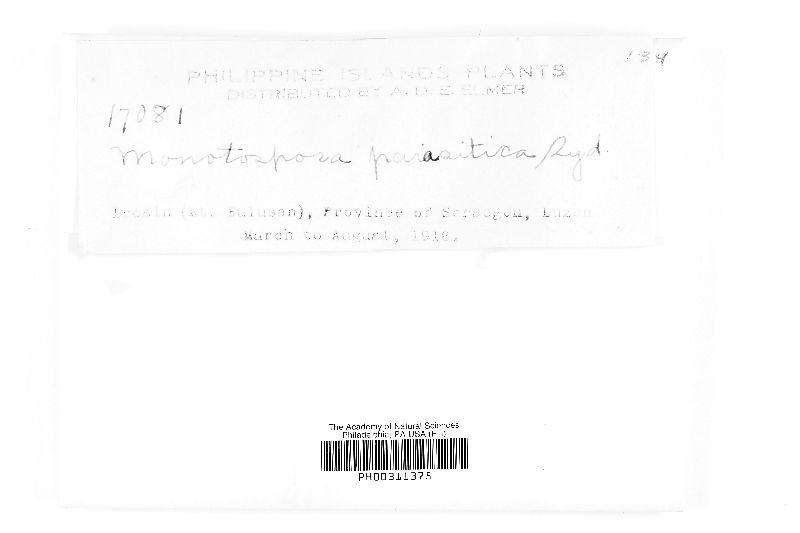 134
PHILIPPINE ISLANDS PLANTS
DISTRIBUTED BY A. D. E. ELMER
17081
Monotospora parasitica Syd.
Irosin (Mt. Bulusan), Province of Sorsogon, Luzon
March to August, 1916.
The Academy of Natural Sciences
Philadelphia, PA USA (PH)
PH00311375